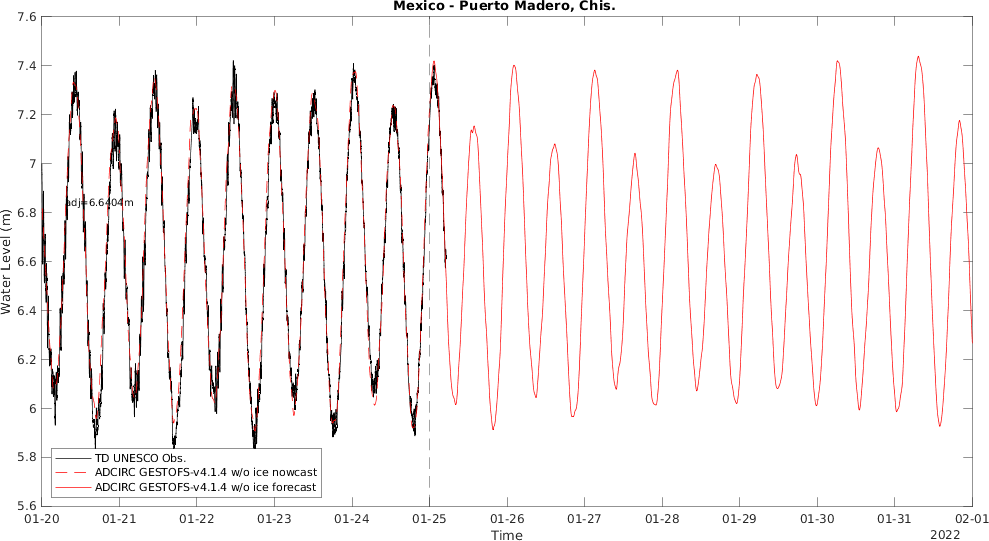 Mexico - Puerto Madero, Chis.
7.6
7.4
7.2
7
6.8
6.6
6.4
6.2
6
5.8
5.6
Water Level (m)
adj=6.6404m
TD UNESCO Obs.
ADCIRC GESTOFS-v4.1.4 w/o ice nowcast
ADCIRC GESTOFS-v4.1.4 w/o ice forecast
01-20 01-21 01-22 01-23 01-24 01-25 01-26 01-27 01-28 01-29 01-30 01-31 02-01
Time
2022